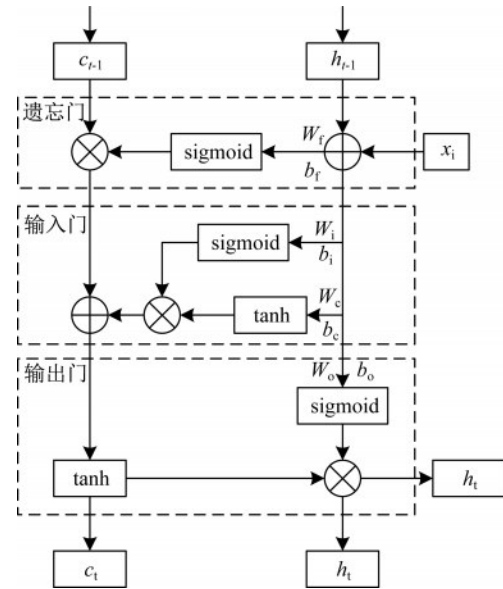 c_{t-1} h_{t-1}
遗忘门
sigmoid W_f b_f x_i
输入门
sigmoid W_i b_i
tanh W_c b_c
输出门
W_o b_o
sigmoid
tanh h_t
c_t h_t